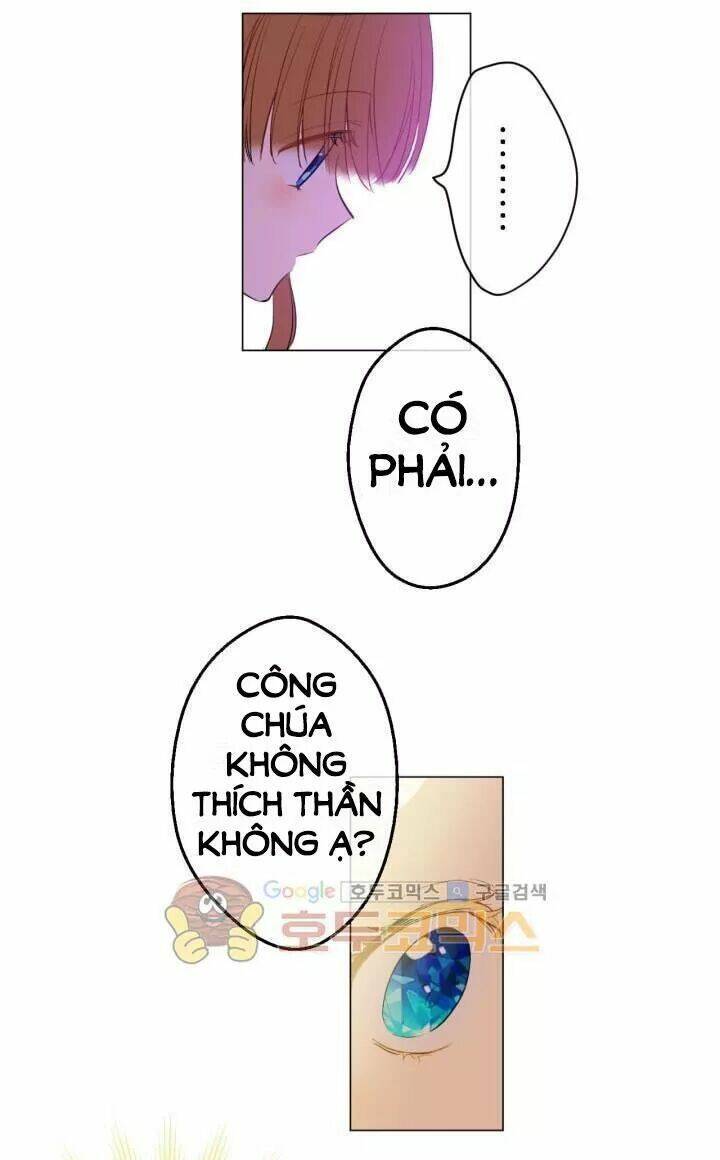 .........
CÓ
PHẢI...
CÔNG
CHÚA
KHÔNG
THÍCH THẦN
KHÔNG Ạ?
Google 호두코믹스 구글검색
호두코믹스